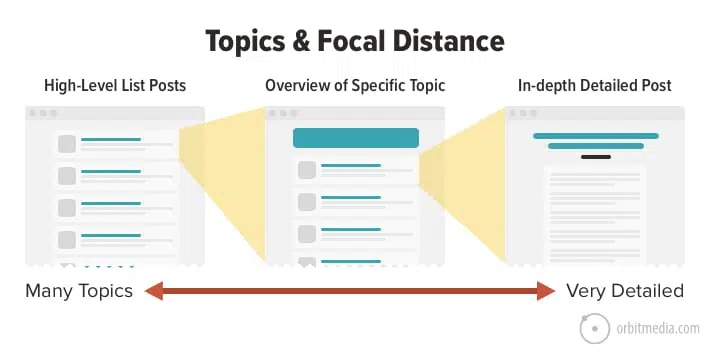 Topics & Focal Distance
High-Level List Posts
Overview of Specific Topic
In-depth Detailed Post
Many Topics
Very Detailed
orbitmedia.com